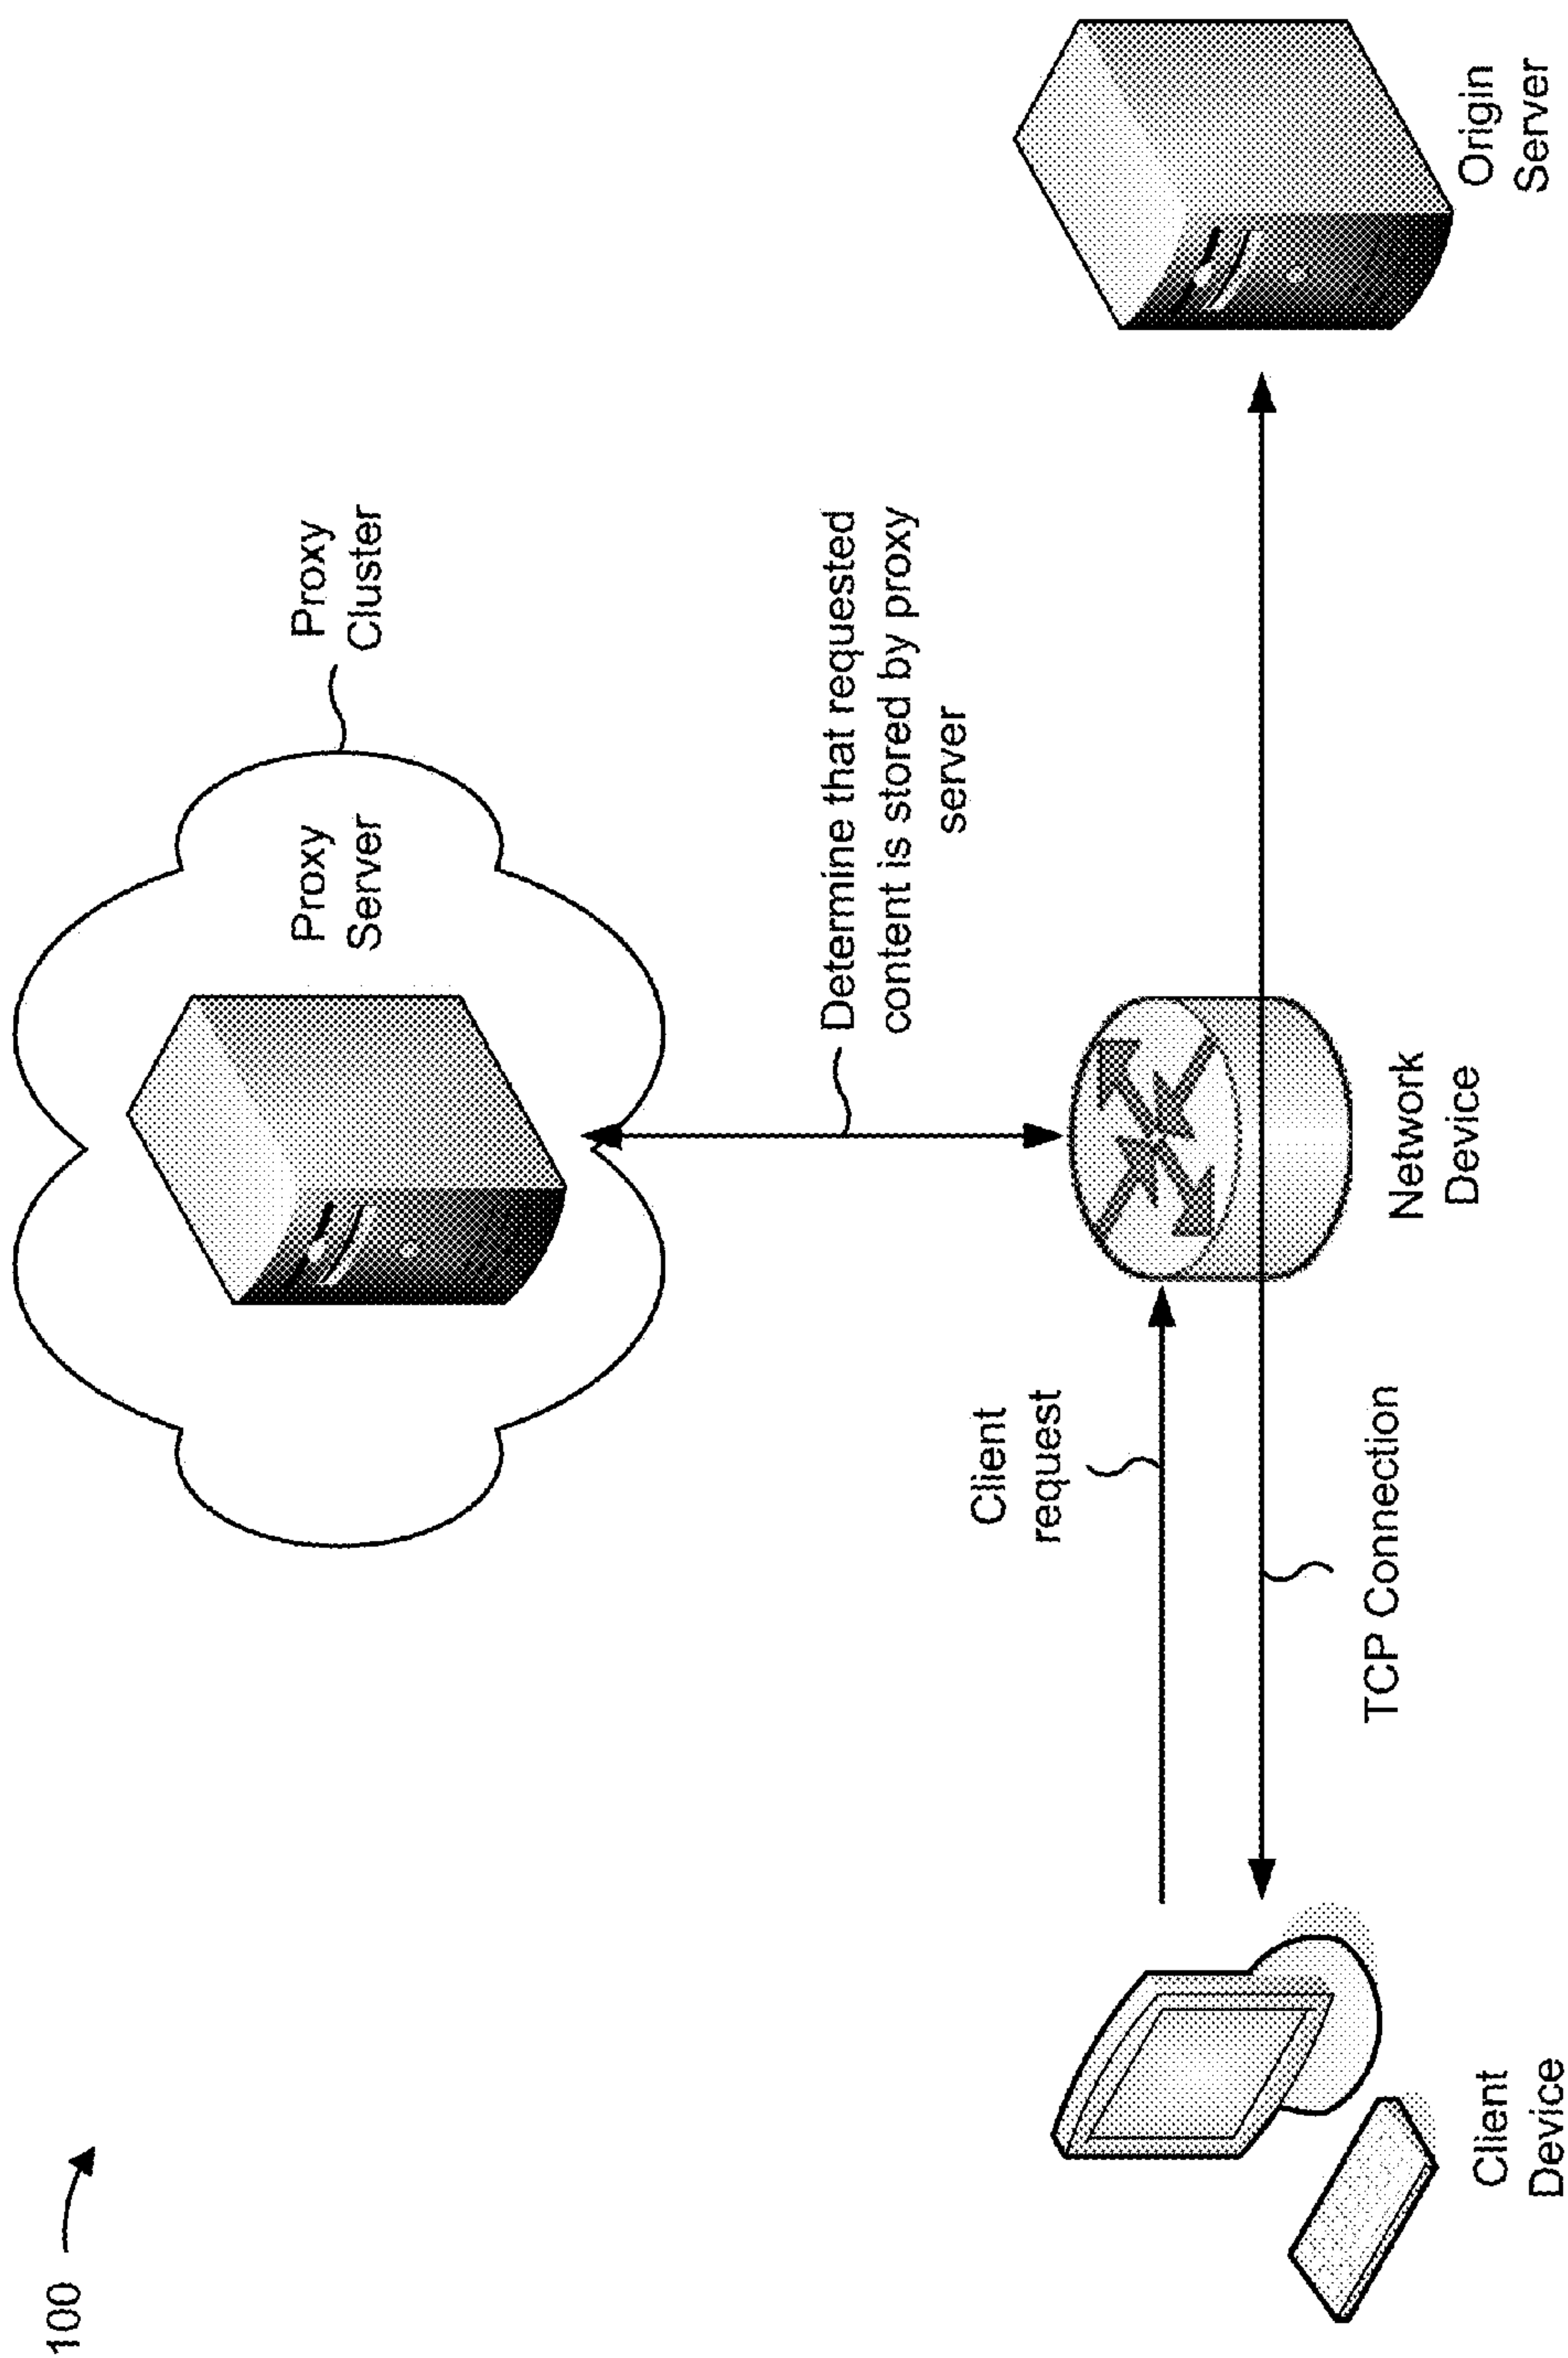 100
Proxy
Cluster
Proxy
Server
Determine that requested
content is stored by proxy
server
Client
request
TCP Connection
Client
Device
Network
Device
Origin
Server